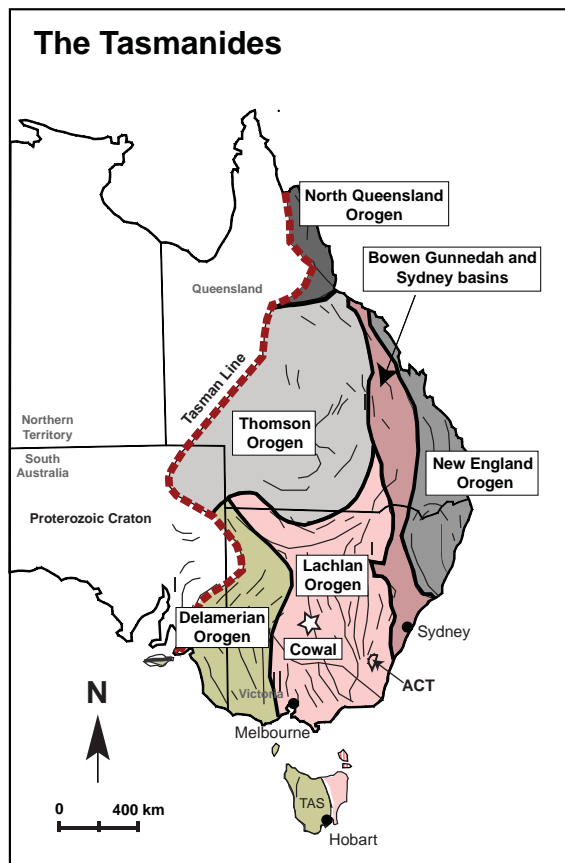 The Tasmanides
North Queensland
Orogen
Bowen Gunnedah and
Sydney basins
Queensland
Tasman Line
Northern
Territory
Thomson
Orogen
South
Australia
New England
Orogen
Proterozoic Craton
Lachlan
Orogen
Delamerian
Orogen
Cowal
Sydney
ACT
Victoria
N
Melbourne
0 400 km
TAS
Hobart